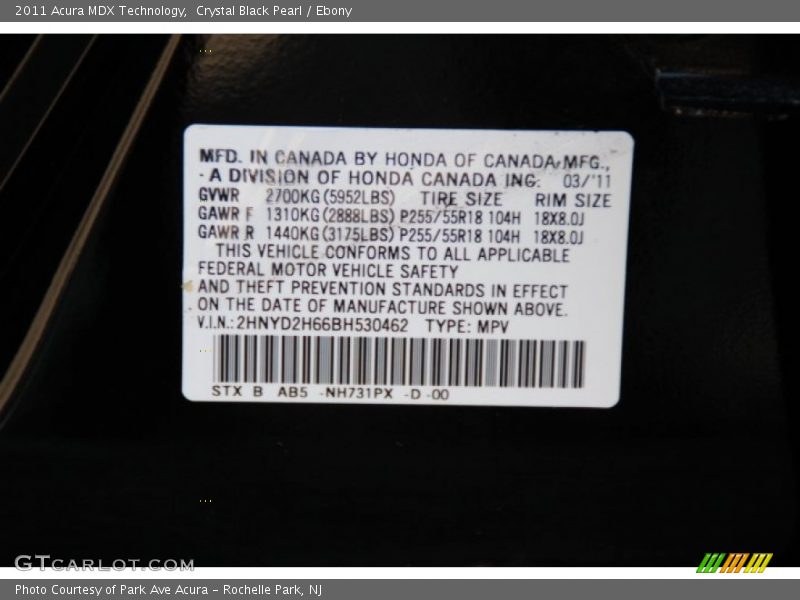 2011 Acura MDX Technology,  Crystal Black Pearl / Ebony
MFD. IN CANADA BY HONDA OF CANADA MFG.,
- A DIVISION OF HONDA CANADA INC.  03/'11
GVWR 2700KG(5952LBS) TIRE SIZE RIM SIZE
GAWR F 1310KG(2888LBS) P255/55R18 104H 18X8.0J
GAWR R 1440KG(3175LBS) P255/55R18 104H 18X8.0J
THIS VEHICLE CONFORMS TO ALL APPLICABLE
FEDERAL MOTOR VEHICLE SAFETY
AND THEFT PREVENTION STANDARDS IN EFFECT
ON THE DATE OF MANUFACTURE SHOWN ABOVE.
V.I.N.:2HNYD2H66BH530462 TYPE: MPV
STX B AB5 -NH731PX -D -00
GTCARLOT.COM
Photo Courtesy of Park Ave Acura - Rochelle Park, NJ